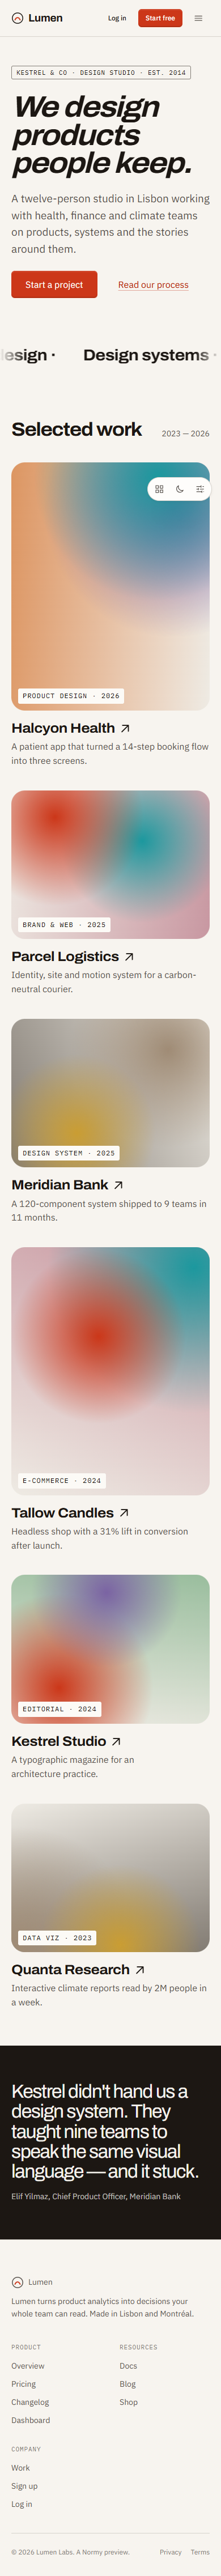 Lumen
Log in
Start free
KESTREL & CO · DESIGN STUDIO · EST. 2014
We design
products
people keep.
A twelve-person studio in Lisbon working
with health, finance and climate teams
on products, systems and the stories
around them.
Start a project
Read our process
design · Design systems ·
Selected work
2023 — 2026
PRODUCT DESIGN · 2026
Halcyon Health
A patient app that turned a 14-step booking flow
into three screens.
BRAND & WEB · 2025
Parcel Logistics
Identity, site and motion system for a carbon-
neutral courier.
DESIGN SYSTEM · 2025
Meridian Bank
A 120-component system shipped to 9 teams in
11 months.
E-COMMERCE · 2024
Tallow Candles
Headless shop with a 31% lift in conversion
after launch.
EDITORIAL · 2024
Kestrel Studio
A typographic magazine for an
architecture practice.
DATA VIZ · 2023
Quanta Research
Interactive climate reports read by 2M people in
a week.
Kestrel didn't hand us a
design system. They
taught nine teams to
speak the same visual
language — and it stuck.
Elif Yilmaz, Chief Product Officer, Meridian Bank
Lumen
Lumen turns product analytics into decisions your
whole team can read. Made in Lisbon and Montréal.
PRODUCT
Overview
Pricing
Changelog
Dashboard
RESOURCES
Docs
Blog
Shop
COMPANY
Work
Sign up
Log in
© 2026 Lumen Labs. A Normy preview.
Privacy
Terms